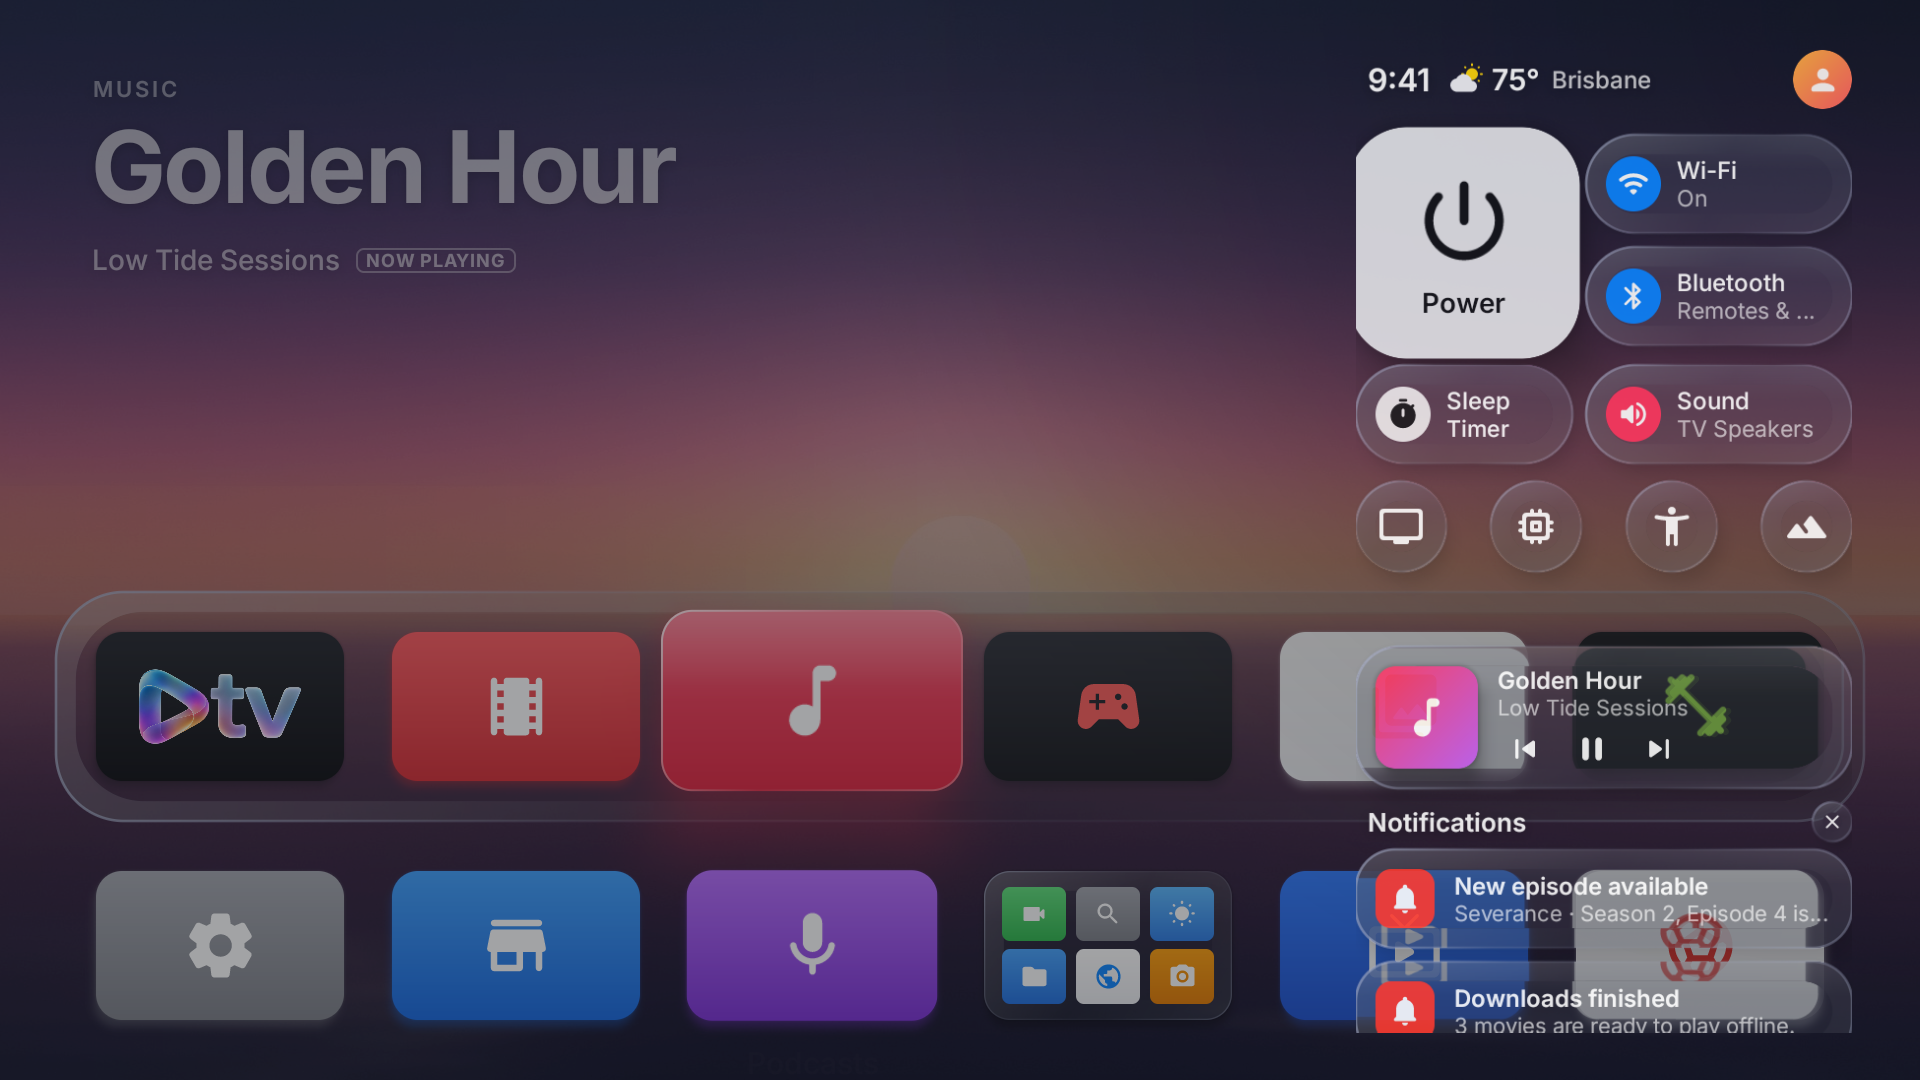 MUSIC
Golden Hour
Low Tide Sessions NOW PLAYING
9:41 75° Brisbane
Power
Wi-Fi
On
Bluetooth
Remotes & ...
Sleep
Timer
Sound
TV Speakers
tv
Golden Hour
Low Tide Sessions
Notifications
New episode available
Severance · Season 2, Episode 4 is...
Downloads finished
3 movies are ready to play offline.
Podcasts